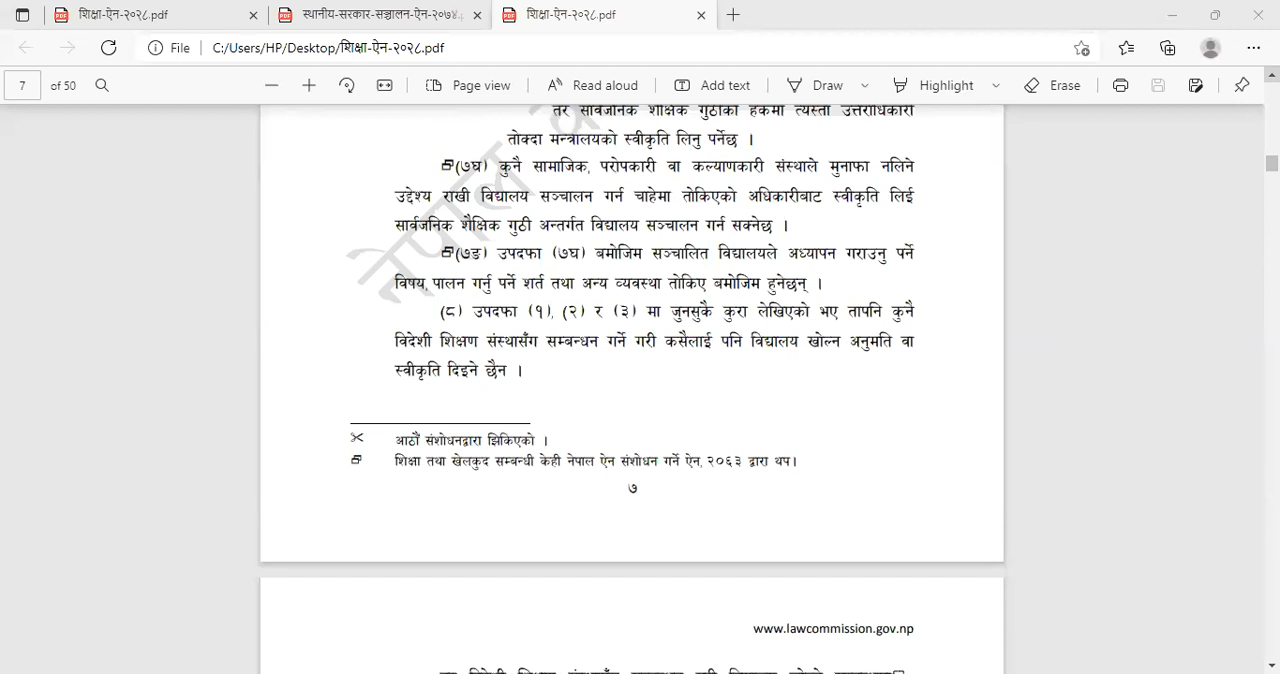 शिक्षा-ऐन-२०२८.pdf
स्थानीय-सरकार-सञ्चालन-ऐन-२०७४.p
शिक्षा-ऐन-२०२८.pdf
File C:/Users/HP/Desktop/शिक्षा-ऐन-२०२८.pdf
7 of 50 Page view Read aloud Add text Draw Highlight Erase
तर सार्वजनिक शैक्षिक गुठीको हकमा त्यस्तो उत्तराधिकारी
तोक्दा मन्त्रालयको स्वीकृति लिनु पर्नेछ ।
(७घ) कुनै सामाजिक, परोपकारी वा कल्याणकारी संस्थाले मुनाफा नलिने
उद्देश्य राखी विद्यालय सञ्चालन गर्न चाहेमा तोकिएको अधिकारीबाट स्वीकृति लिई
सार्वजनिक शैक्षिक गुठी अन्तर्गत विद्यालय सञ्चालन गर्न सक्नेछ ।
(७ङ) उपदफा (७घ) बमोजिम सञ्चालित विद्यालयले अध्यापन गराउनु पर्ने
विषय, पालन गर्नु पर्ने शर्त तथा अन्य व्यवस्था तोकिए बमोजिम हुनेछन् ।
(८) उपदफा (१), (२) र (३) मा जुनसुकै कुरा लेखिएको भए तापनि कुनै
विदेशी शिक्षण संस्थासँग सम्बन्धन गर्ने गरी कसैलाई पनि विद्यालय खोल्न अनुमति वा
स्वीकृति दिइने छैन ।
आठौं संशोधनद्वारा झिकिएको ।
शिक्षा तथा खेलकुद सम्बन्धी केही नेपाल ऐन संशोधन गर्ने ऐन, २०६३ द्वारा थप।
७
www.lawcommission.gov.np
नेपाल